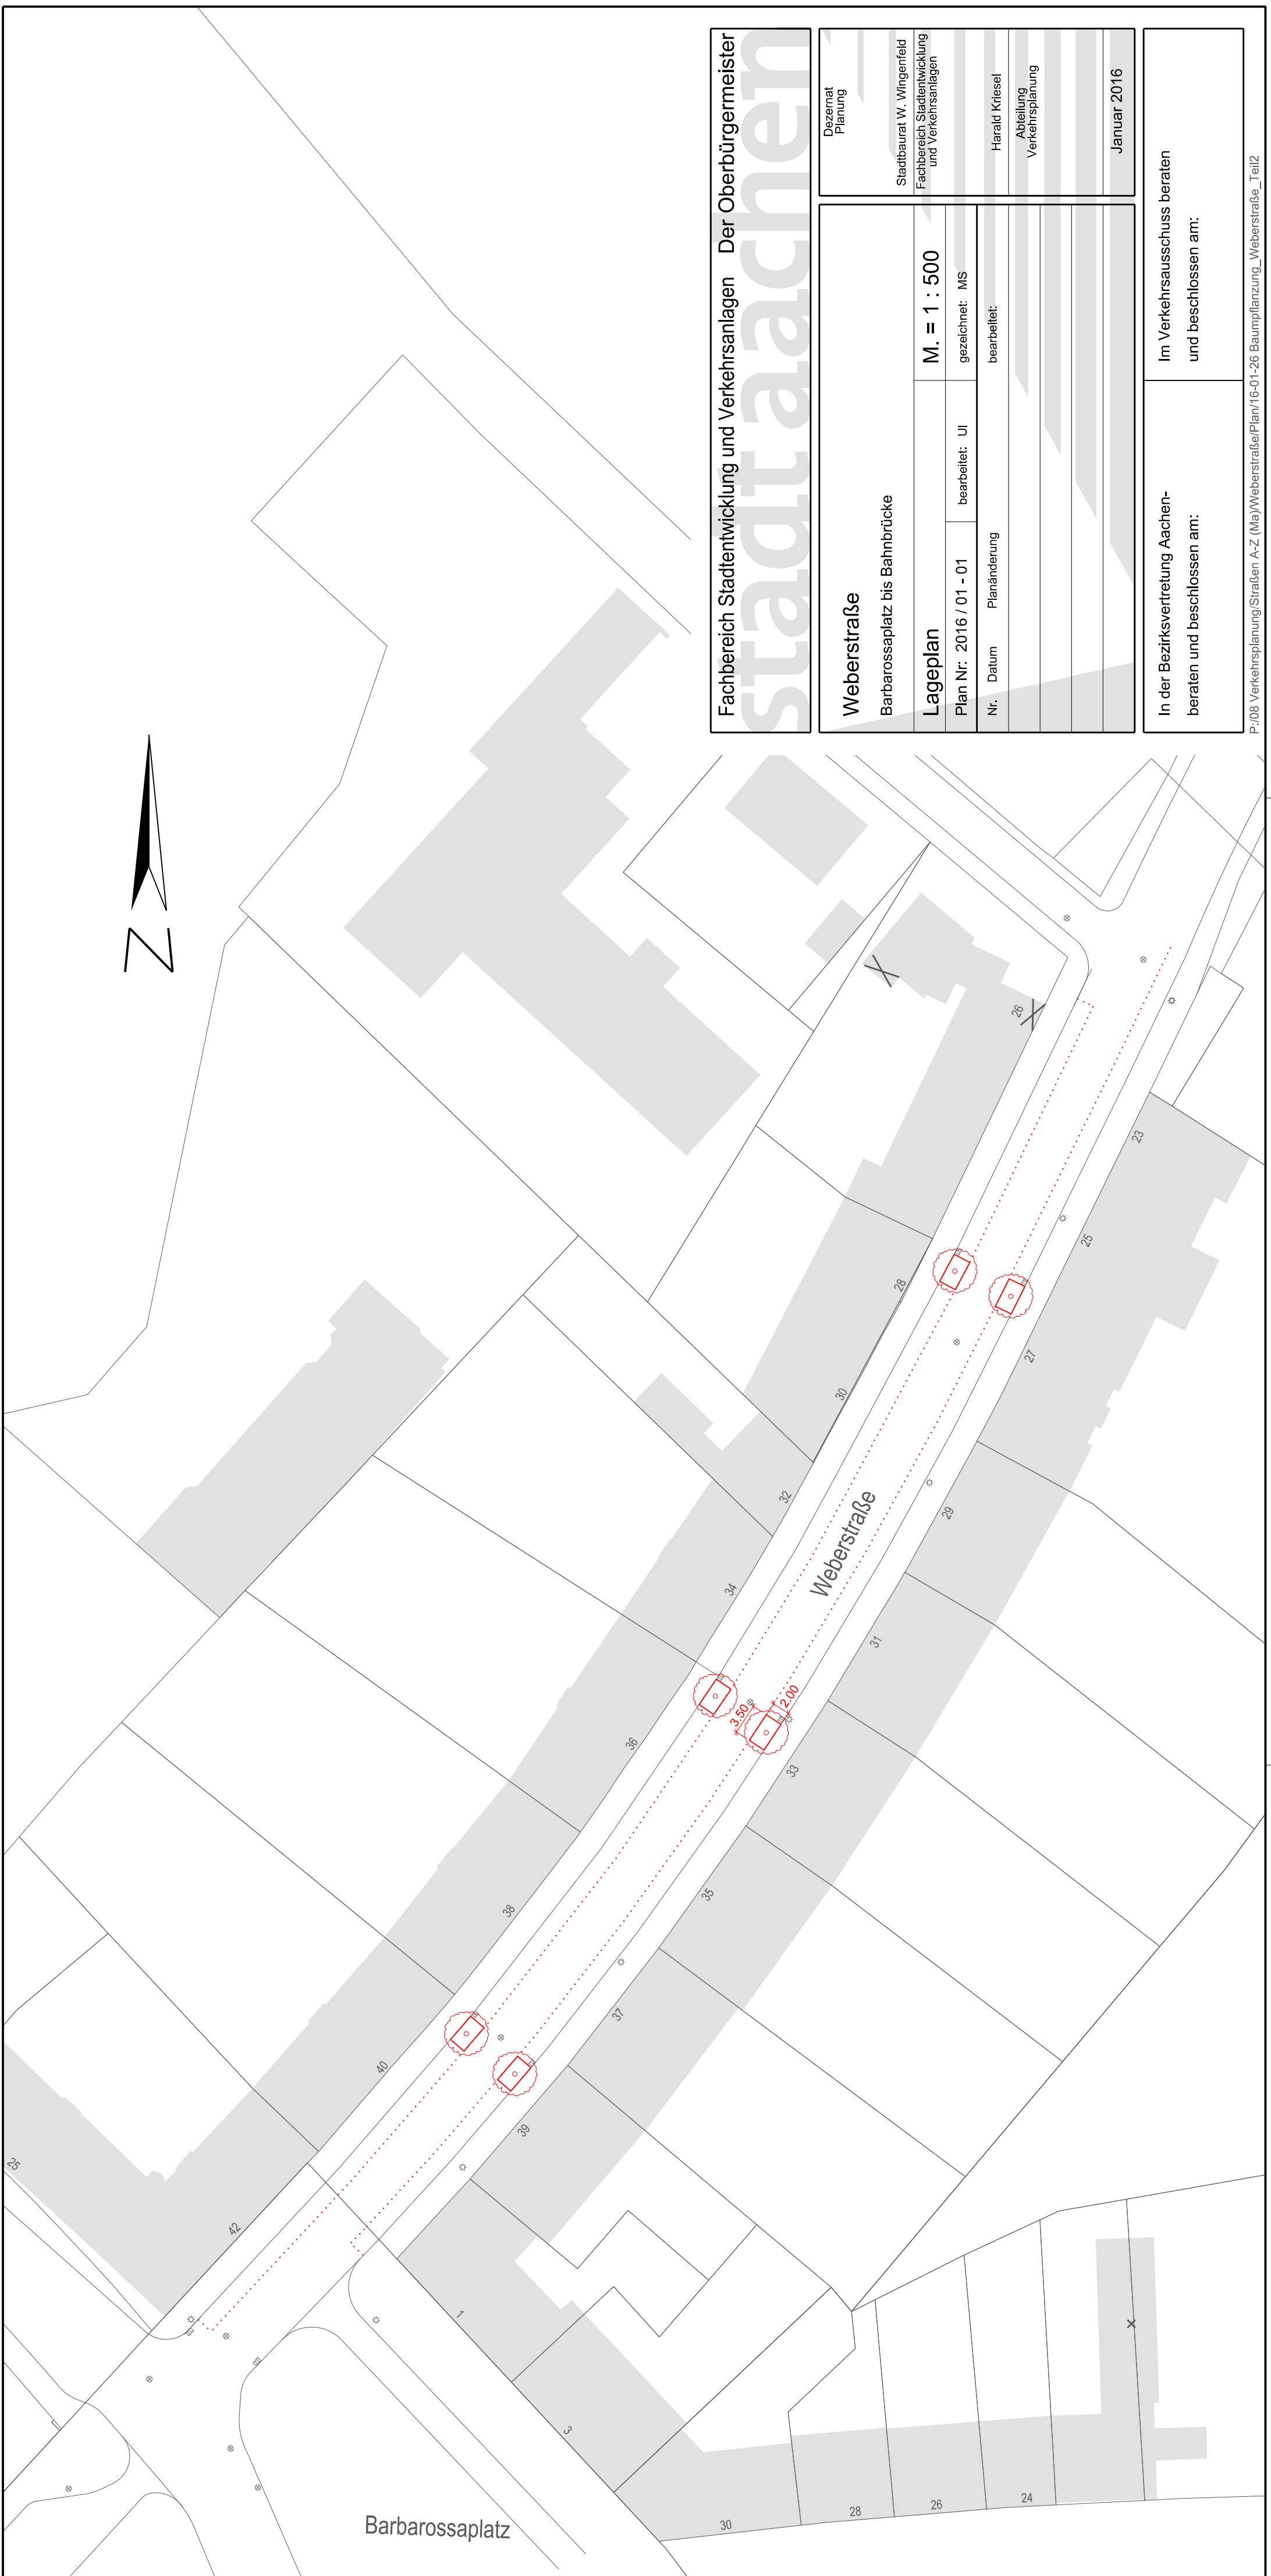 Fachbereich Stadtentwicklung und Verkehrsanlagen Der Oberbürgermeister
stadt aachen
Weberstraße
Barbarossaplatz bis Bahnbrücke
Lageplan M. = 1 : 500
Plan Nr: 2016 / 01 - 01 bearbeitet: UI gezeichnet: MS
Nr. Datum Planänderung bearbeitet:
Dezernat
Planung
Stadtbaurat W. Wingenfeld
Fachbereich Stadtentwicklung
und Verkehrsanlagen
Harald Kriesel
Abteilung
Verkehrsplanung
Januar 2016
In der Bezirksvertretung Aachen-
beraten und beschlossen am:
Im Verkehrsausschuss beraten
und beschlossen am:
P:/08 Verkehrsplanung/Straßen A-Z (Ma)/Weberstraße/Plan/16-01-26 Baumpflanzung_Weberstraße_Teil2
N
26
23
25
28
27
30
32
29
Weberstraße
34
31
3.50
2.00
36
33
38
35
37
40
39
25
42
1
3
Barbarossaplatz
30
28
26
24